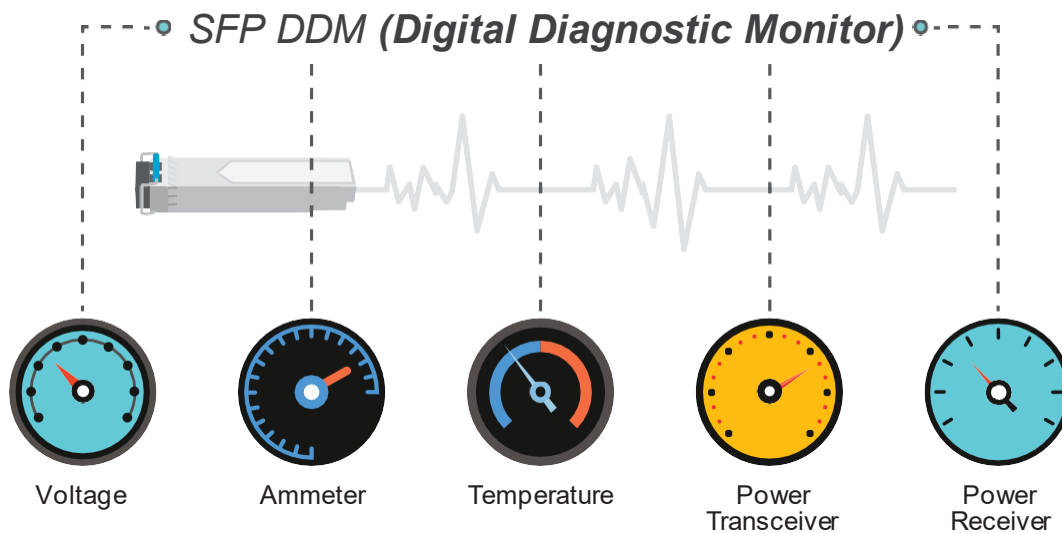 SFP DDM (Digital Diagnostic Monitor)
Voltage
Ammeter
Temperature
Power
Transceiver
Power
Receiver